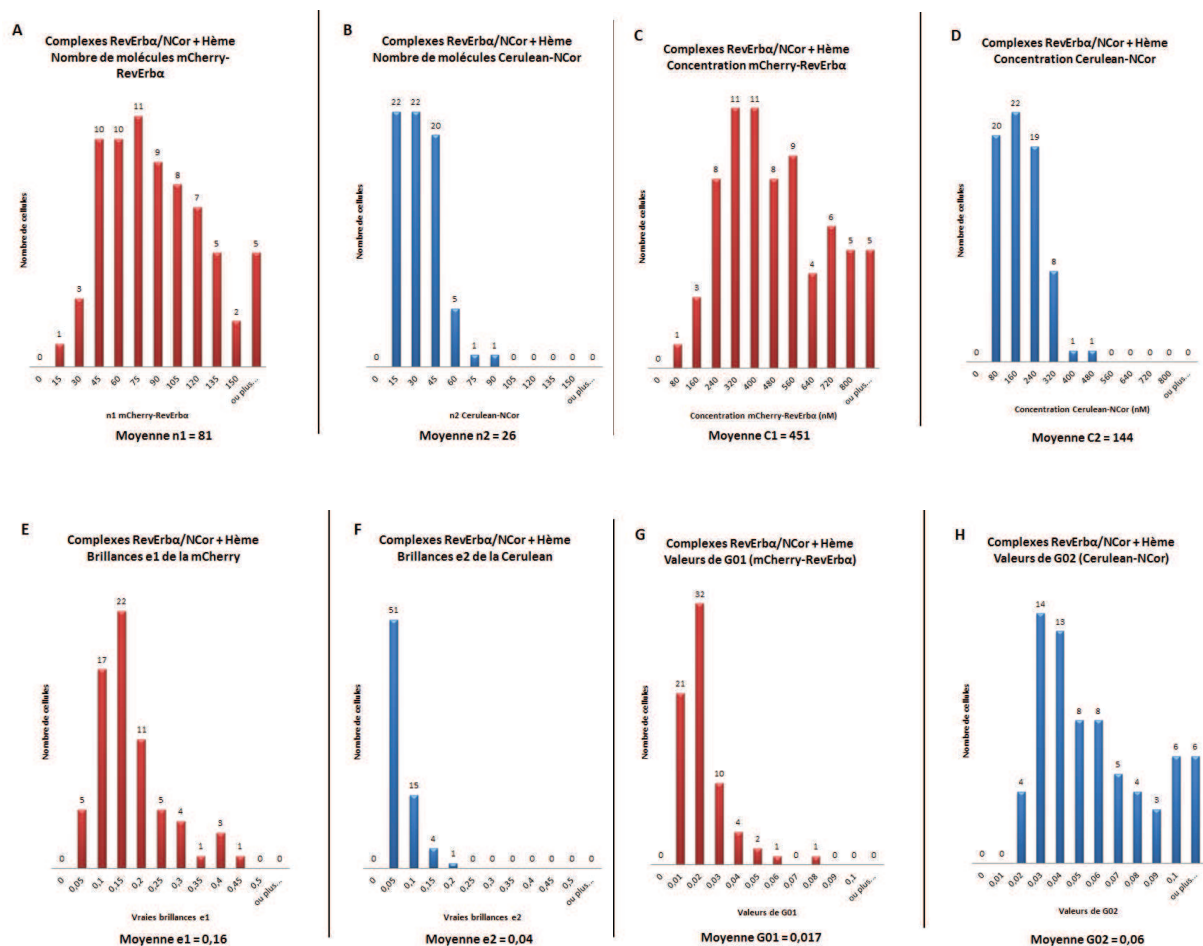 A
Complexes RevErbα/NCor + Hème
Nombre de molécules mCherry-
RevErbα
Nombre de cellules
0 1 3 10 10 11 9 8 7 5 2 5
0 15 30 45 60 75 90 105 120 135 150 ou plus...
n1 mCherry-RevErbα
Moyenne n1 = 81
B
Complexes RevErbα/NCor + Hème
Nombre de molécules Cerulean-NCor
Nombre de cellules
0 22 22 20 5 1 1 0 0 0 0 0
0 15 30 45 60 75 90 105 120 135 150 ou plus...
n2 Cerulean-NCor
Moyenne n2 = 26
C
Complexes RevErbα/NCor + Hème
Concentration mCherry-RevErbα
Nombre de cellules
0 1 3 8 11 11 8 9 4 6 5 5
0 80 160 240 320 400 480 560 640 720 800 ou plus...
Concentration mCherry-RevErbα (nM)
Moyenne C1 = 451
D
Complexes RevErbα/NCor + Hème
Concentration Cerulean-NCor
Nombre de cellules
0 20 22 19 8 1 1 0 0 0 0 0
0 80 160 240 320 400 480 560 640 720 800 ou plus...
Concentration Cerulean-NCor (nM)
Moyenne C2 = 144
E
Complexes RevErbα/NCor + Hème
Brillances e1 de la mCherry
Nombre de cellules
0 5 17 22 11 5 4 1 3 1 0 0
0 0,05 0,1 0,15 0,2 0,25 0,3 0,35 0,4 0,45 0,5 ou plus...
Vraies brillances e1
Moyenne e1 = 0,16
F
Complexes RevErbα/NCor + Hème
Brillances e2 de la Cerulean
Nombre de cellules
0 51 15 4 1 0 0 0 0 0 0 0
0 0,05 0,1 0,15 0,2 0,25 0,3 0,35 0,4 0,45 0,5 ou plus...
Vraies brillances e2
Moyenne e2 = 0,04
G
Complexes RevErbα/NCor + Hème
Valeurs de G01 (mCherry-RevErbα)
Nombre de cellules
0 21 32 10 4 2 1 0 1 0 0 0
0 0,01 0,02 0,03 0,04 0,05 0,06 0,07 0,08 0,09 0,1 ou plus...
Valeurs de G01
Moyenne G01 = 0,017
H
Complexes RevErbα/NCor + Hème
Valeurs de G02 (Cerulean-NCor)
Nombre de cellules
0 0 4 14 13 8 8 5 4 3 6 6
0 0,01 0,02 0,03 0,04 0,05 0,06 0,07 0,08 0,09 0,1 ou plus...
Valeurs de G02
Moyenne G02 = 0,06